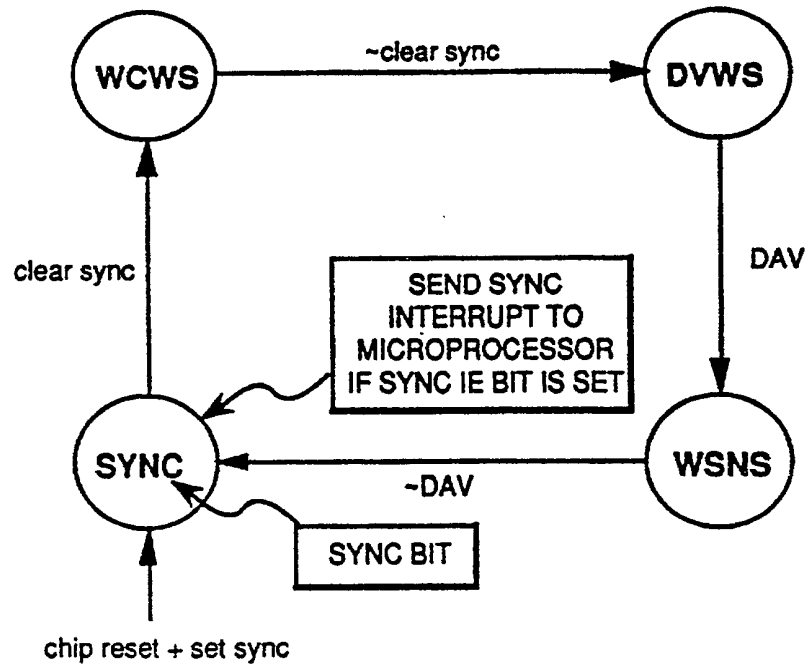 ~clear sync
WCWS
DVWS
clear sync
DAV
SEND SYNC
INTERRUPT TO
MICROPROCESSOR
IF SYNC IE BIT IS SET
SYNC
WSNS
~DAV
SYNC BIT
chip reset + set sync